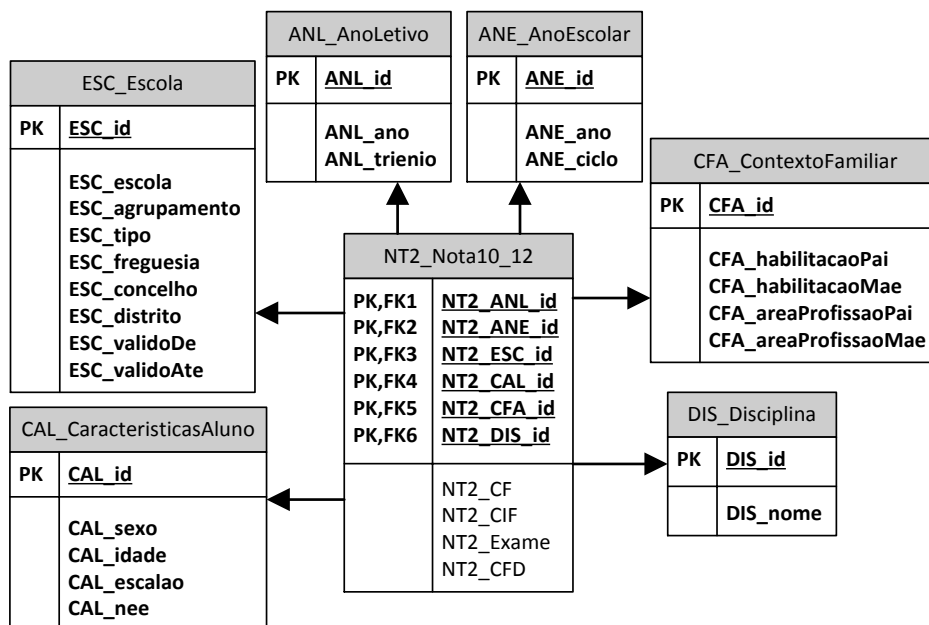 ANL_AnoLetivo
PK ANL_id
ANL_ano
ANL_trienio
ANE_AnoEscolar
PK ANE_id
ANE_ano
ANE_ciclo
ESC_Escola
PK ESC_id
ESC_escola
ESC_agrupamento
ESC_tipo
ESC_freguesia
ESC_concelho
ESC_distrito
ESC_validoDe
ESC_validoAte
CFA_ContextoFamiliar
PK CFA_id
CFA_habilitacaoPai
CFA_habilitacaoMae
CFA_areaProfissaoPai
CFA_areaProfissaoMae
NT2_Nota10_12
PK,FK1 NT2_ANL_id
PK,FK2 NT2_ANE_id
PK,FK3 NT2_ESC_id
PK,FK4 NT2_CAL_id
PK,FK5 NT2_CFA_id
PK,FK6 NT2_DIS_id
NT2_CF
NT2_CIF
NT2_Exame
NT2_CFD
CAL_CaracteristicasAluno
PK CAL_id
CAL_sexo
CAL_idade
CAL_escalao
CAL_nee
DIS_Disciplina
PK DIS_id
DIS_nome